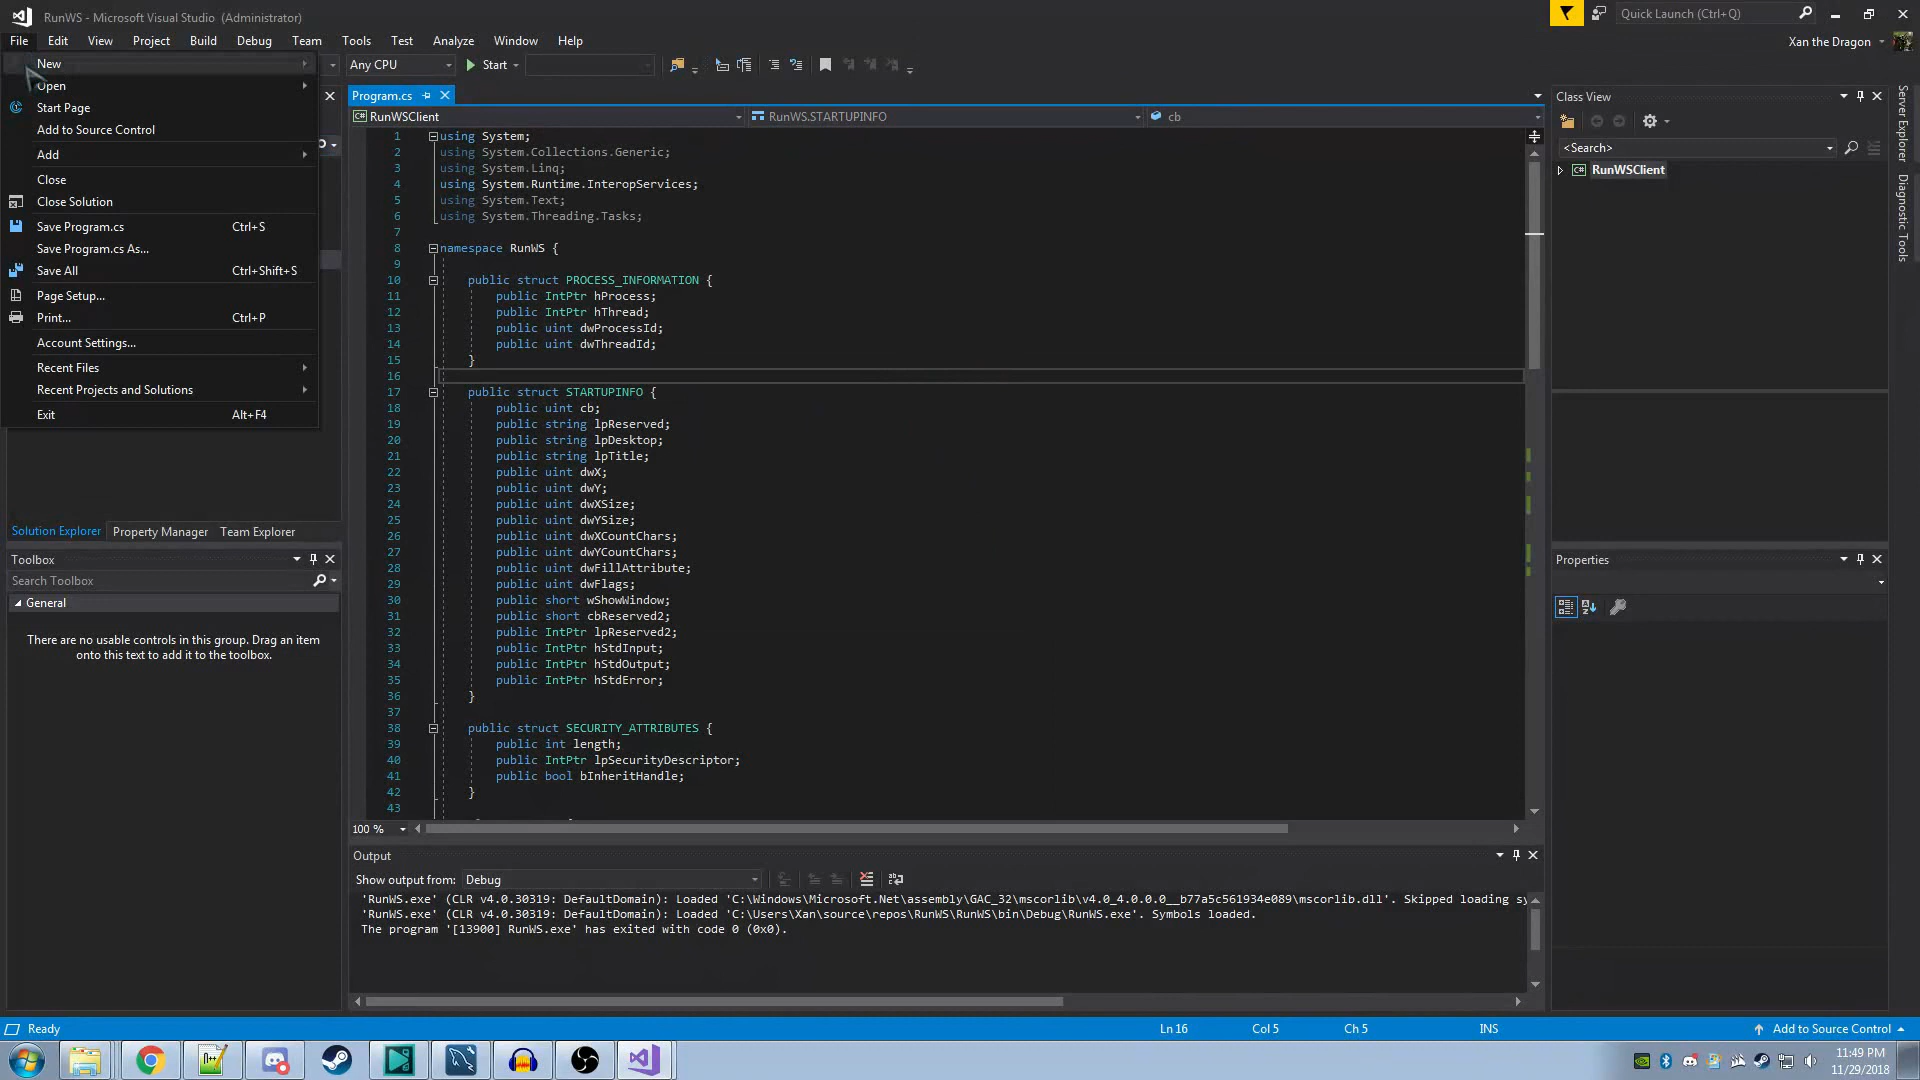 RunWS - Microsoft Visual Studio (Administrator)
Quick Launch (Ctrl+Q)
File Edit View Project Build Debug Team Tools Test Analyze Window Help
Xan the Dragon
Any CPU
Start
New
Open
Start Page
Add to Source Control
Add
Close
Close Solution
Save Program.cs Ctrl+S
Save Program.cs As...
Save All Ctrl+Shift+S
Page Setup...
Print... Ctrl+P
Account Settings...
Recent Files
Recent Projects and Solutions
Exit Alt+F4
Solution Explorer Property Manager Team Explorer
Toolbox
Search Toolbox
General
There are no usable controls in this group. Drag an item
onto this text to add it to the toolbox.
Program.cs
RunWSClient RunWS.STARTUPINFO cb
1 using System;
2 using System.Collections.Generic;
3 using System.Linq;
4 using System.Runtime.InteropServices;
5 using System.Text;
6 using System.Threading.Tasks;
7
8 namespace RunWS {
9
10 public struct PROCESS_INFORMATION {
11 public IntPtr hProcess;
12 public IntPtr hThread;
13 public uint dwProcessId;
14 public uint dwThreadId;
15 }
16
17 public struct STARTUPINFO {
18 public uint cb;
19 public string lpReserved;
20 public string lpDesktop;
21 public string lpTitle;
22 public uint dwX;
23 public uint dwY;
24 public uint dwXSize;
25 public uint dwYSize;
26 public uint dwXCountChars;
27 public uint dwYCountChars;
28 public uint dwFillAttribute;
29 public uint dwFlags;
30 public short wShowWindow;
31 public short cbReserved2;
32 public IntPtr lpReserved2;
33 public IntPtr hStdInput;
34 public IntPtr hStdOutput;
35 public IntPtr hStdError;
36 }
37
38 public struct SECURITY_ATTRIBUTES {
39 public int length;
40 public IntPtr lpSecurityDescriptor;
41 public bool bInheritHandle;
42 }
43
100 %
Output
Show output from: Debug
'RunWS.exe' (CLR v4.0.30319: DefaultDomain): Loaded 'C:\Windows\Microsoft.Net\assembly\GAC_32\mscorlib\v4.0_4.0.0.0__b77a5c561934e089\mscorlib.dll'. Skipped loading sy
'RunWS.exe' (CLR v4.0.30319: DefaultDomain): Loaded 'C:\Users\Xan\source\repos\RunWS\RunWS\bin\Debug\RunWS.exe'. Symbols loaded.
The program '[13900] RunWS.exe' has exited with code 0 (0x0).
Class View
<Search>
RunWSClient
Properties
Server Explorer
Diagnostic Tools
Ready Ln 16 Col 5 Ch 5 INS Add to Source Control
11:49 PM
11/29/2018